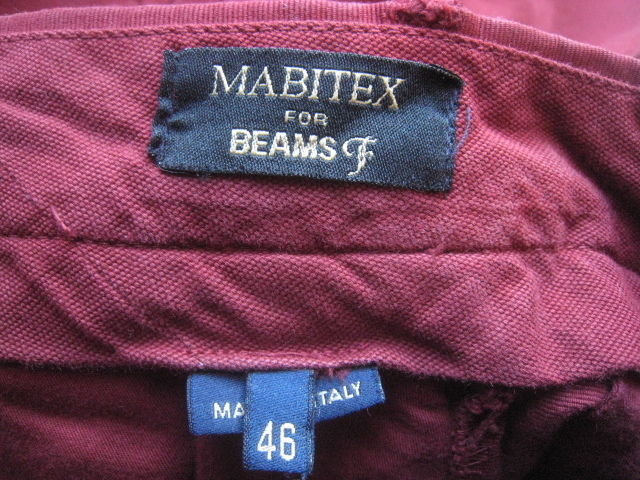 MABITEX
FOR
BEAMS F
MA ITALY
46